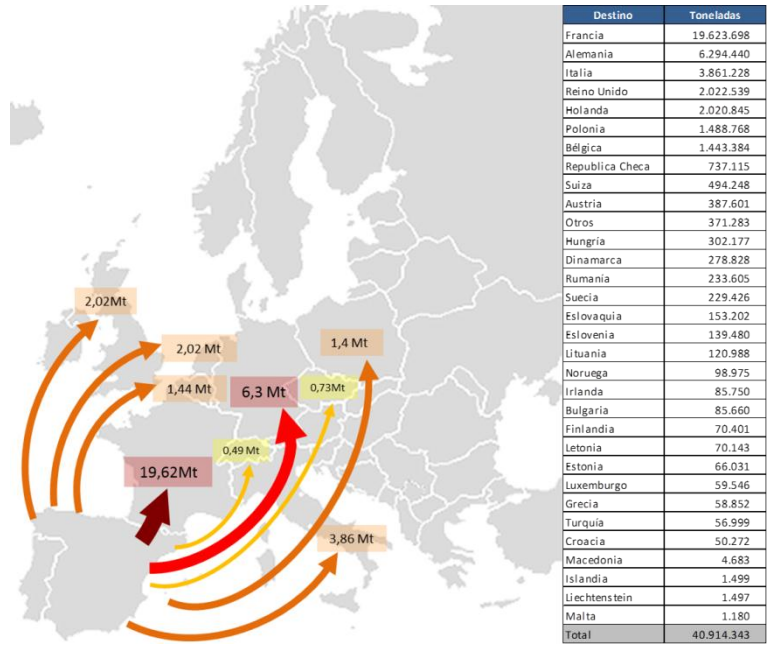 2,02Mt
2,02 Mt
1,4 Mt
1,44 Mt
6,3 Mt
0,73Mt
0,49 Mt
19,62Mt
3,86 Mt
Destino Toneladas
Francia 19.623.698
Alemania 6.294.440
Italia 3.861.228
Reino Unido 2.022.539
Holanda 2.020.845
Polonia 1.488.768
Bélgica 1.443.384
Republica Checa 737.115
Suiza 494.248
Austria 387.601
Otros 371.283
Hungría 302.177
Dinamarca 278.828
Rumanía 233.605
Suecia 229.426
Eslovaquia 153.202
Eslovenia 139.480
Lituania 120.988
Noruega 98.975
Irlanda 85.750
Bulgaria 85.660
Finlandia 70.401
Letonia 70.143
Estonia 66.031
Luxemburgo 59.546
Grecia 58.852
Turquía 56.999
Croacia 50.272
Macedonia 4.683
Islandia 1.499
Liechtenstein 1.497
Malta 1.180
Total 40.914.343